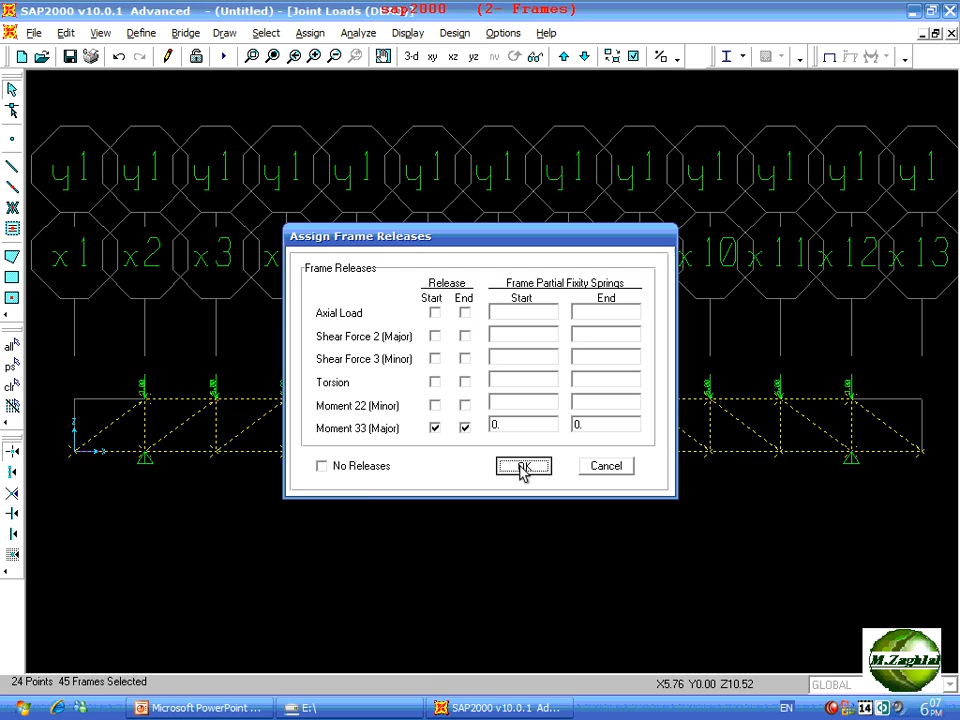 SAP2000 v10.0.1 Advanced - (Untitled) - [Joint Loads (D
sap2000 (2- Frames)
File Edit View Define Bridge Draw Select Assign Analyze Display Design Options Help
3-d xy xz yz nv
y1 y1 y1 y1 y1 y1 y1 y1 y1 y1 y1 y1 y1
x1 x2 x3 x10 x11 x12 x13
Assign Frame Releases
Frame Releases
Release Frame Partial Fixity Springs
Start End Start End
Axial Load
Shear Force 2 (Major)
Shear Force 3 (Minor)
Torsion
Moment 22 (Minor)
Moment 33 (Major) 0. 0.
No Releases OK Cancel
all
ps
clr
z
x
24 Points 45 Frames Selected
X5.76 Y0.00 Z10.52
GLOBAL
M.Zaghlal
Microsoft PowerPoint ... E:\ SAP2000 v10.0.1 Ad... EN 14 6:07 PM